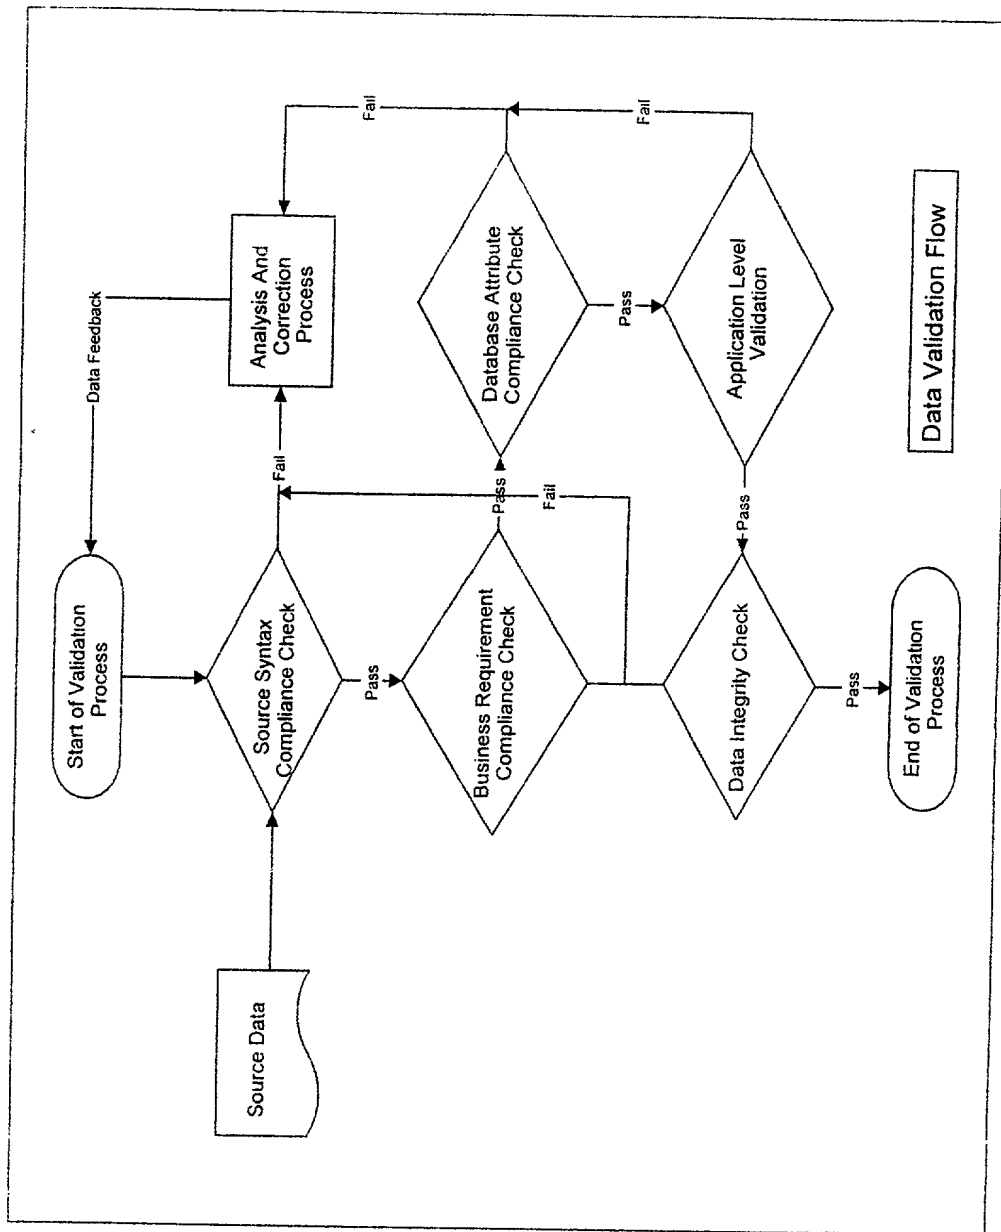 Start of Validation
Process
Data Feedback
Source Data
Source Syntax
Compliance Check
Fail
Analysis And
Correction
Process
Pass
Fail
Business Requirement
Compliance Check
Pass
Database Attribute
Compliance Check
Fail
Pass
Fail
Data Integrity Check
Pass
Application Level
Validation
Pass
End of Validation
Process
Data Validation Flow